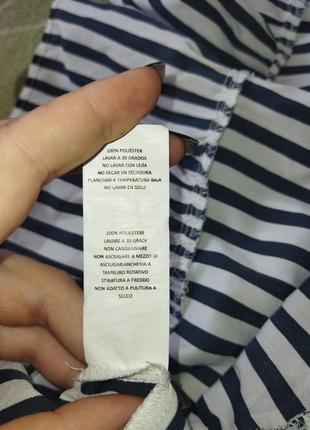 100% POLIÉSTER
LAVAR A 30 GRADOS
NO LAVAR CON LEJÍA
NO SECAR EN SECADORA
PLANCHAR A TEMPERATURA BAJA
NO LAVAR EN SECO
100% POLIESTERE
LAVARE A 30 GRADI
NON CANDEGGIARE
NON ASCIUGARE A MEZZO DI
ASCIUGABIANCHERIA A
TAMBURO ROTATIVO
STIRATURA A FREDDO
NON ADATTO A PULITURA A
SECCO